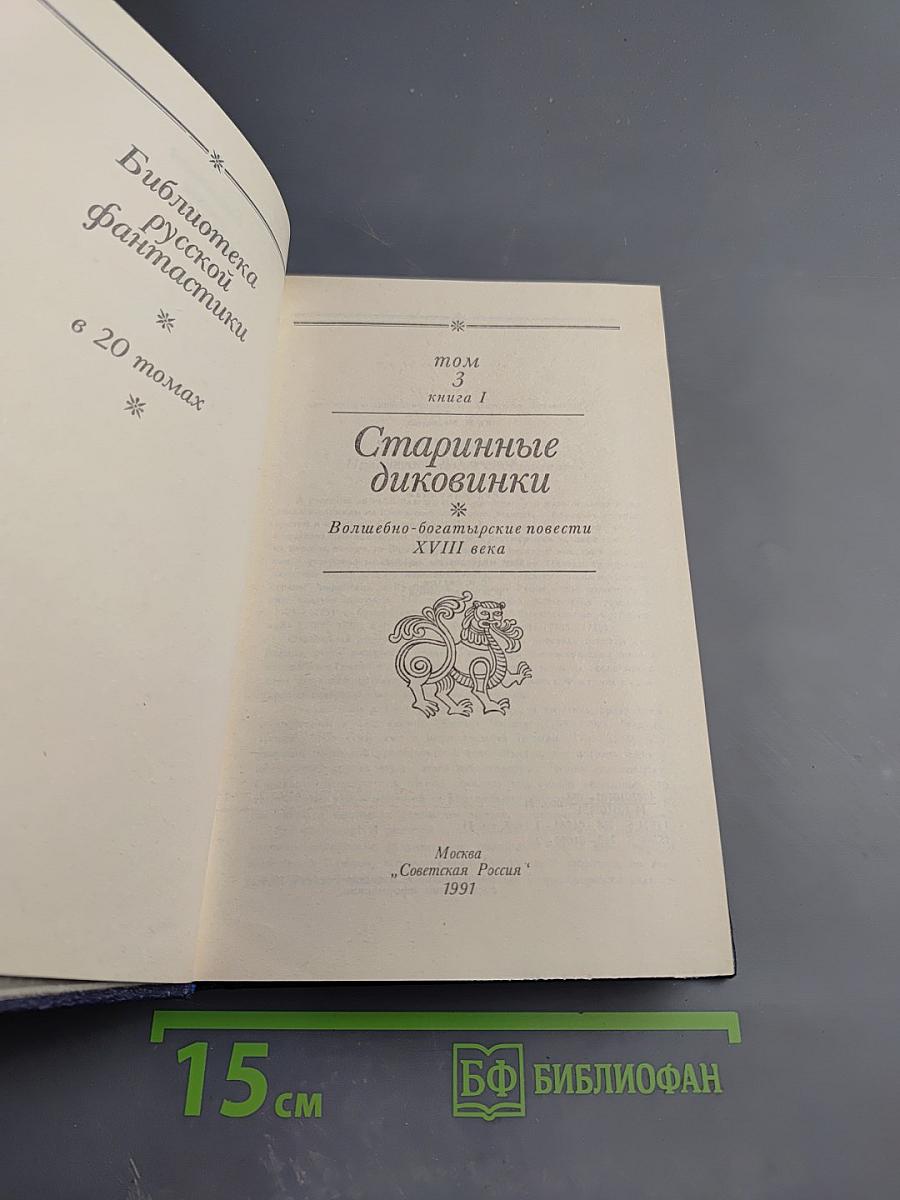 Библиотека
русской
фантастики
в 20 томах
том
3
книга I
Старинные
диковинки
Волшебно-богатырские повести
XVIII века
Москва
„Советская Россия“
1991
15 см
БФ БИБЛИОФАН